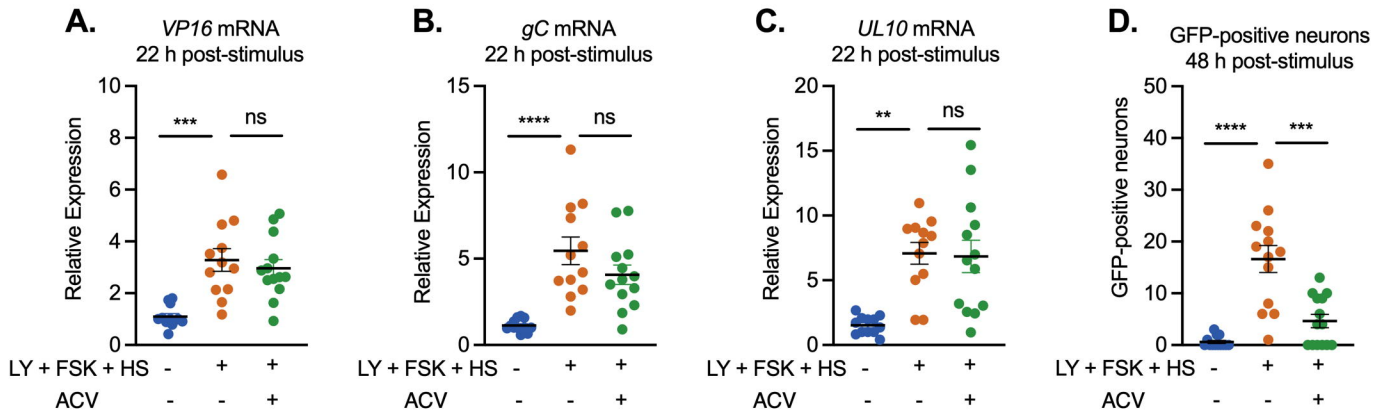 A.
VP16 mRNA
22 h post-stimulus
Relative Expression
10
8
6
4
2
0
***
ns
B.
gC mRNA
22 h post-stimulus
Relative Expression
15
10
5
0
****
ns
C.
UL10 mRNA
22 h post-stimulus
Relative Expression
20
15
10
5
0
**
ns
D.
GFP-positive neurons
48 h post-stimulus
GFP-positive neurons
50
40
30
20
10
0
****
***
LY + FSK + HS - + +
ACV - - +
LY + FSK + HS - + +
ACV - - +
LY + FSK + HS - + +
ACV - - +
LY + FSK + HS - + +
ACV - - +